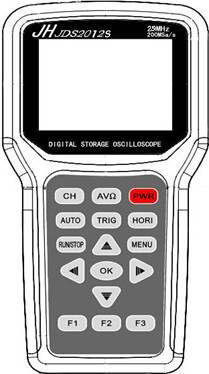 JH JDS2012S 25MHz
200MSa/s
DIGITAL STORAGE OSCILLOSCOPE
CH AVΩ PWR
AUTO TRIG HORI
RUN/STOP MENU
OK
F1 F2 F3